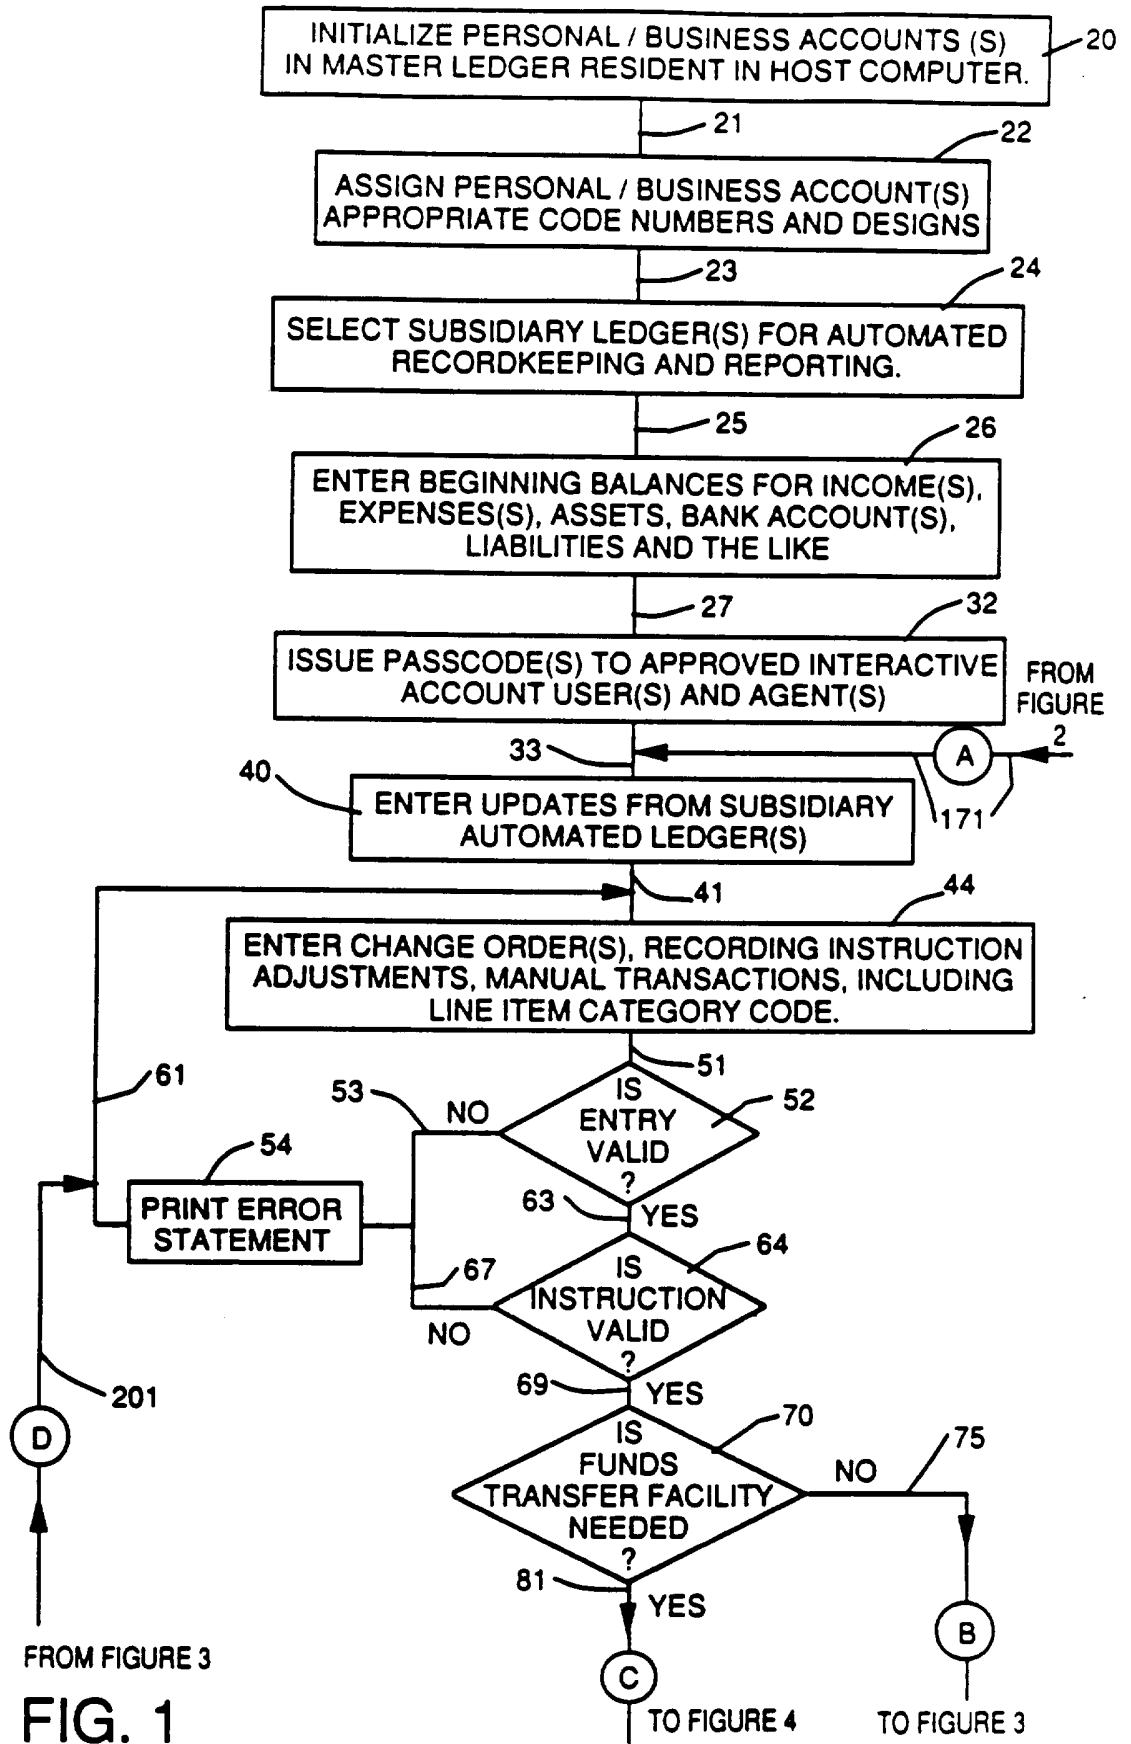 INITIALIZE PERSONAL / BUSINESS ACCOUNTS (S)
IN MASTER LEDGER RESIDENT IN HOST COMPUTER.
20
21
22
ASSIGN PERSONAL / BUSINESS ACCOUNT(S)
APPROPRIATE CODE NUMBERS AND DESIGNS
23
24
SELECT SUBSIDIARY LEDGER(S) FOR AUTOMATED
RECORDKEEPING AND REPORTING.
25
26
ENTER BEGINNING BALANCES FOR INCOME(S),
EXPENSES(S), ASSETS, BANK ACCOUNT(S),
LIABILITIES AND THE LIKE
27
32
ISSUE PASSCODE(S) TO APPROVED INTERACTIVE
ACCOUNT USER(S) AND AGENT(S)
FROM
FIGURE
2
33
A
171
40
ENTER UPDATES FROM SUBSIDIARY
AUTOMATED LEDGER(S)
41
44
ENTER CHANGE ORDER(S), RECORDING INSTRUCTION
ADJUSTMENTS, MANUAL TRANSACTIONS, INCLUDING
LINE ITEM CATEGORY CODE.
51
61
53
NO
IS
ENTRY
VALID
?
52
54
PRINT ERROR
STATEMENT
63
YES
64
67
IS
INSTRUCTION
VALID
?
NO
69
YES
201
D
70
IS
FUNDS
TRANSFER FACILITY
NEEDED
?
NO
75
81
YES
B
C
FROM FIGURE 3
TO FIGURE 4
TO FIGURE 3
FIG. 1